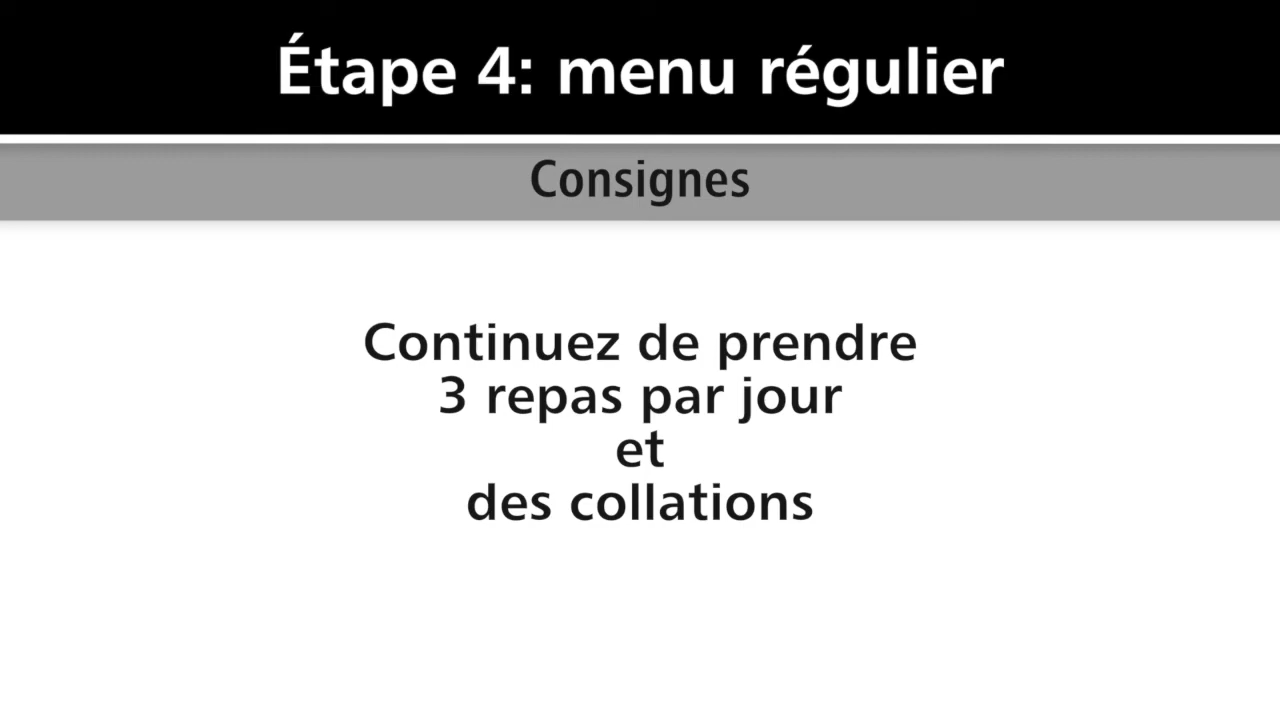 Étape 4: menu régulier
Consignes
Continuez de prendre
3 repas par jour
et
des collations